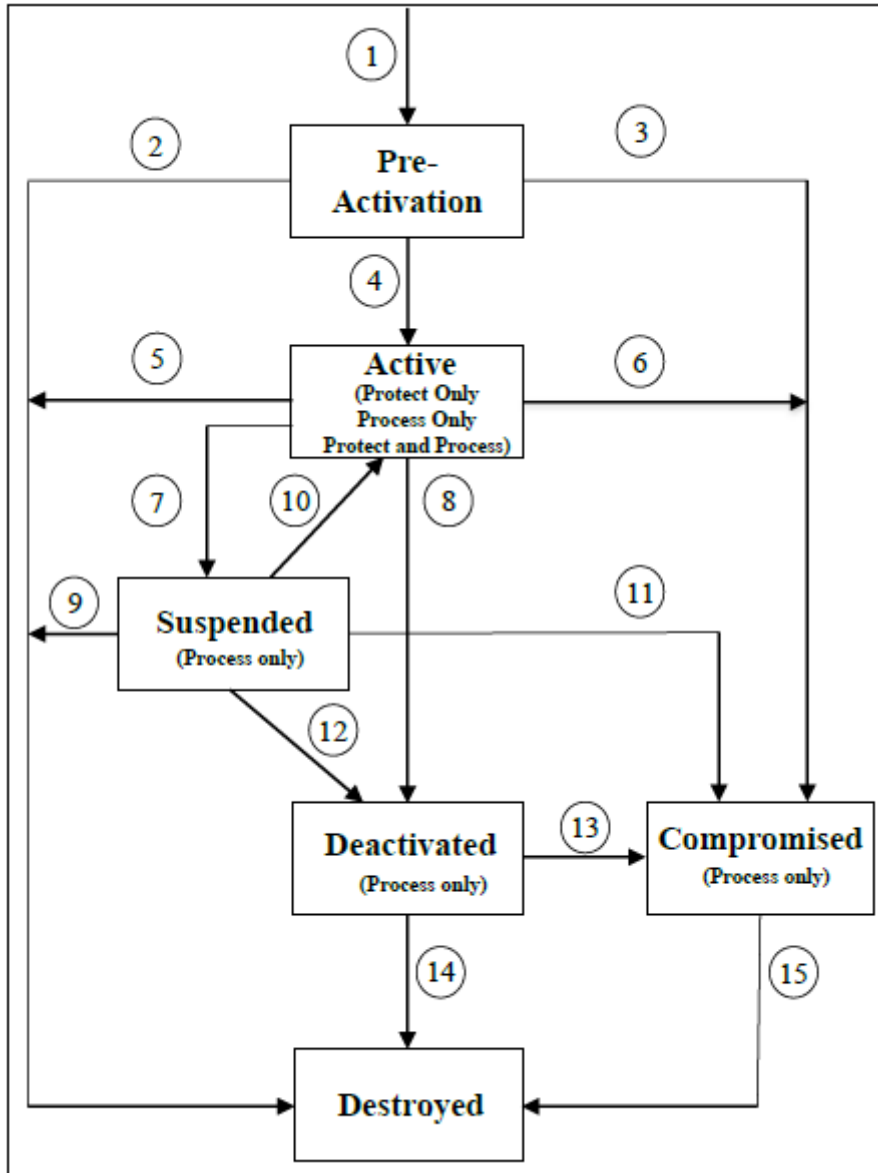 1
2
3
Pre-
Activation
4
5
6
Active
(Protect Only
Process Only
Protect and Process)
7
10
8
9
11
Suspended
(Process only)
12
13
Deactivated
(Process only)
Compromised
(Process only)
14
15
Destroyed